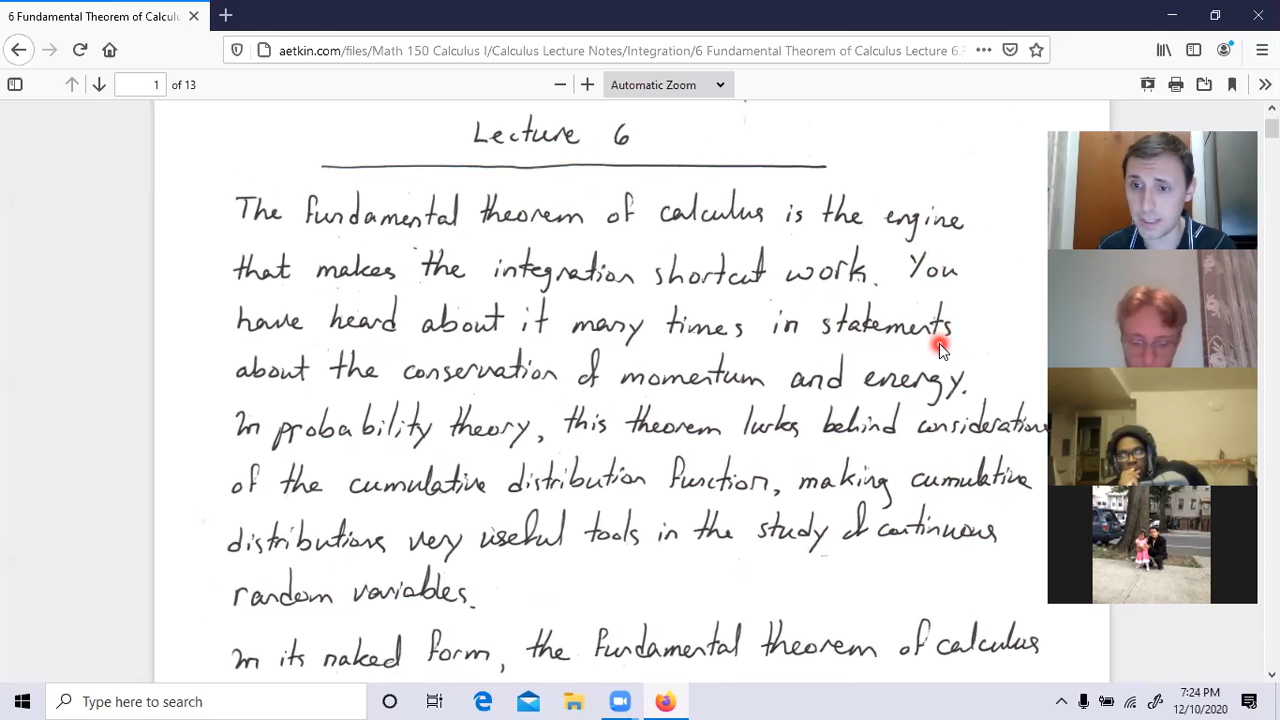 6 Fundamental Theorem of Calcul
aetkin.com/files/Math 150 Calculus I/Calculus Lecture Notes/Integration/6 Fundamental Theorem of Calculus Lecture 6.
1 of 13
Automatic Zoom
Lecture 6
The fundamental theorem of calculus is the engine
that makes the integration shortcut work. You
have heard about it many times in statements
about the conservation of momentum and energy.
In probability theory, this theorem lurks behind considerations
of the cumulative distribution function, making cumulative
distributions very useful tools in the study of continuous
random variables.
In its naked form, the fundamental theorem of calculus
Type here to search
7:24 PM
12/10/2020